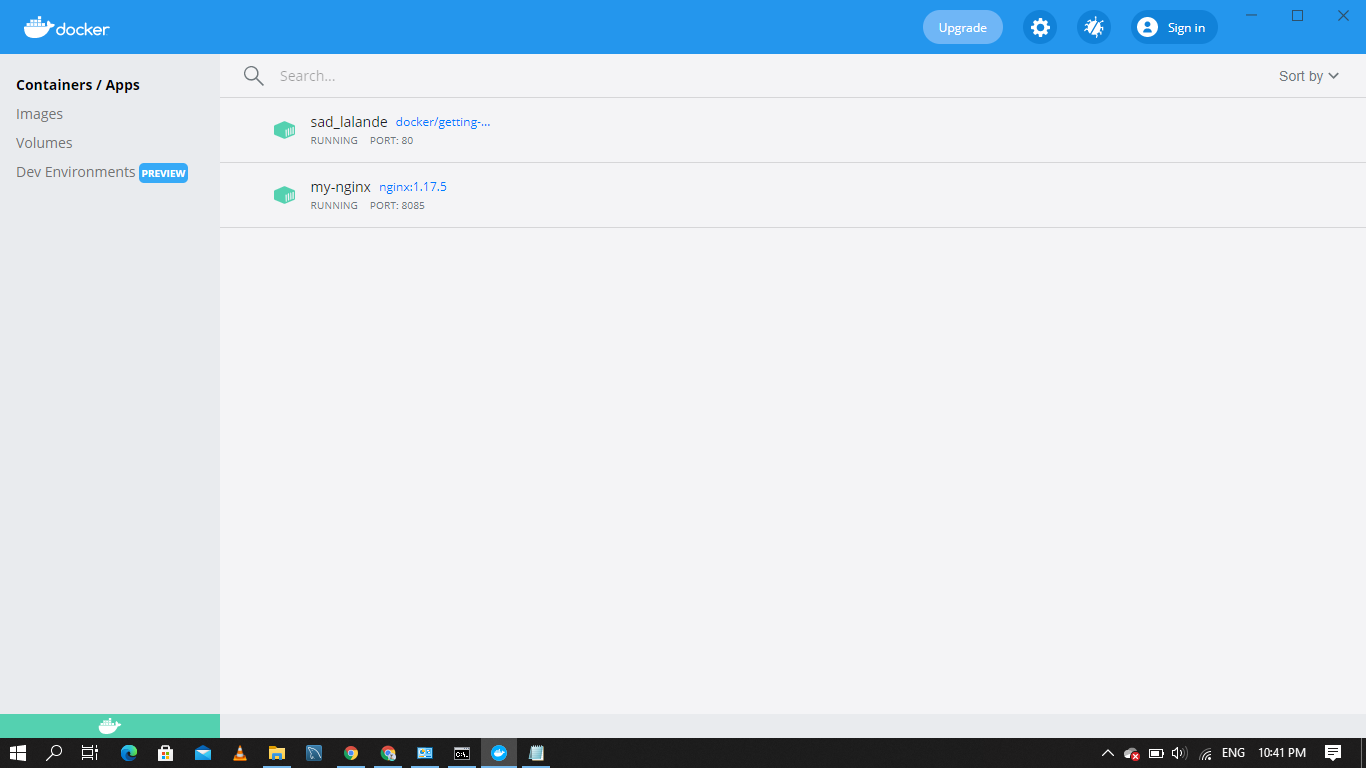 docker
Upgrade
Sign in
Containers / Apps
Images
Volumes
Dev Environments PREVIEW
Search...
Sort by
sad_lalande docker/getting-...
RUNNING PORT: 80
my-nginx nginx:1.17.5
RUNNING PORT: 8085
ENG 10:41 PM